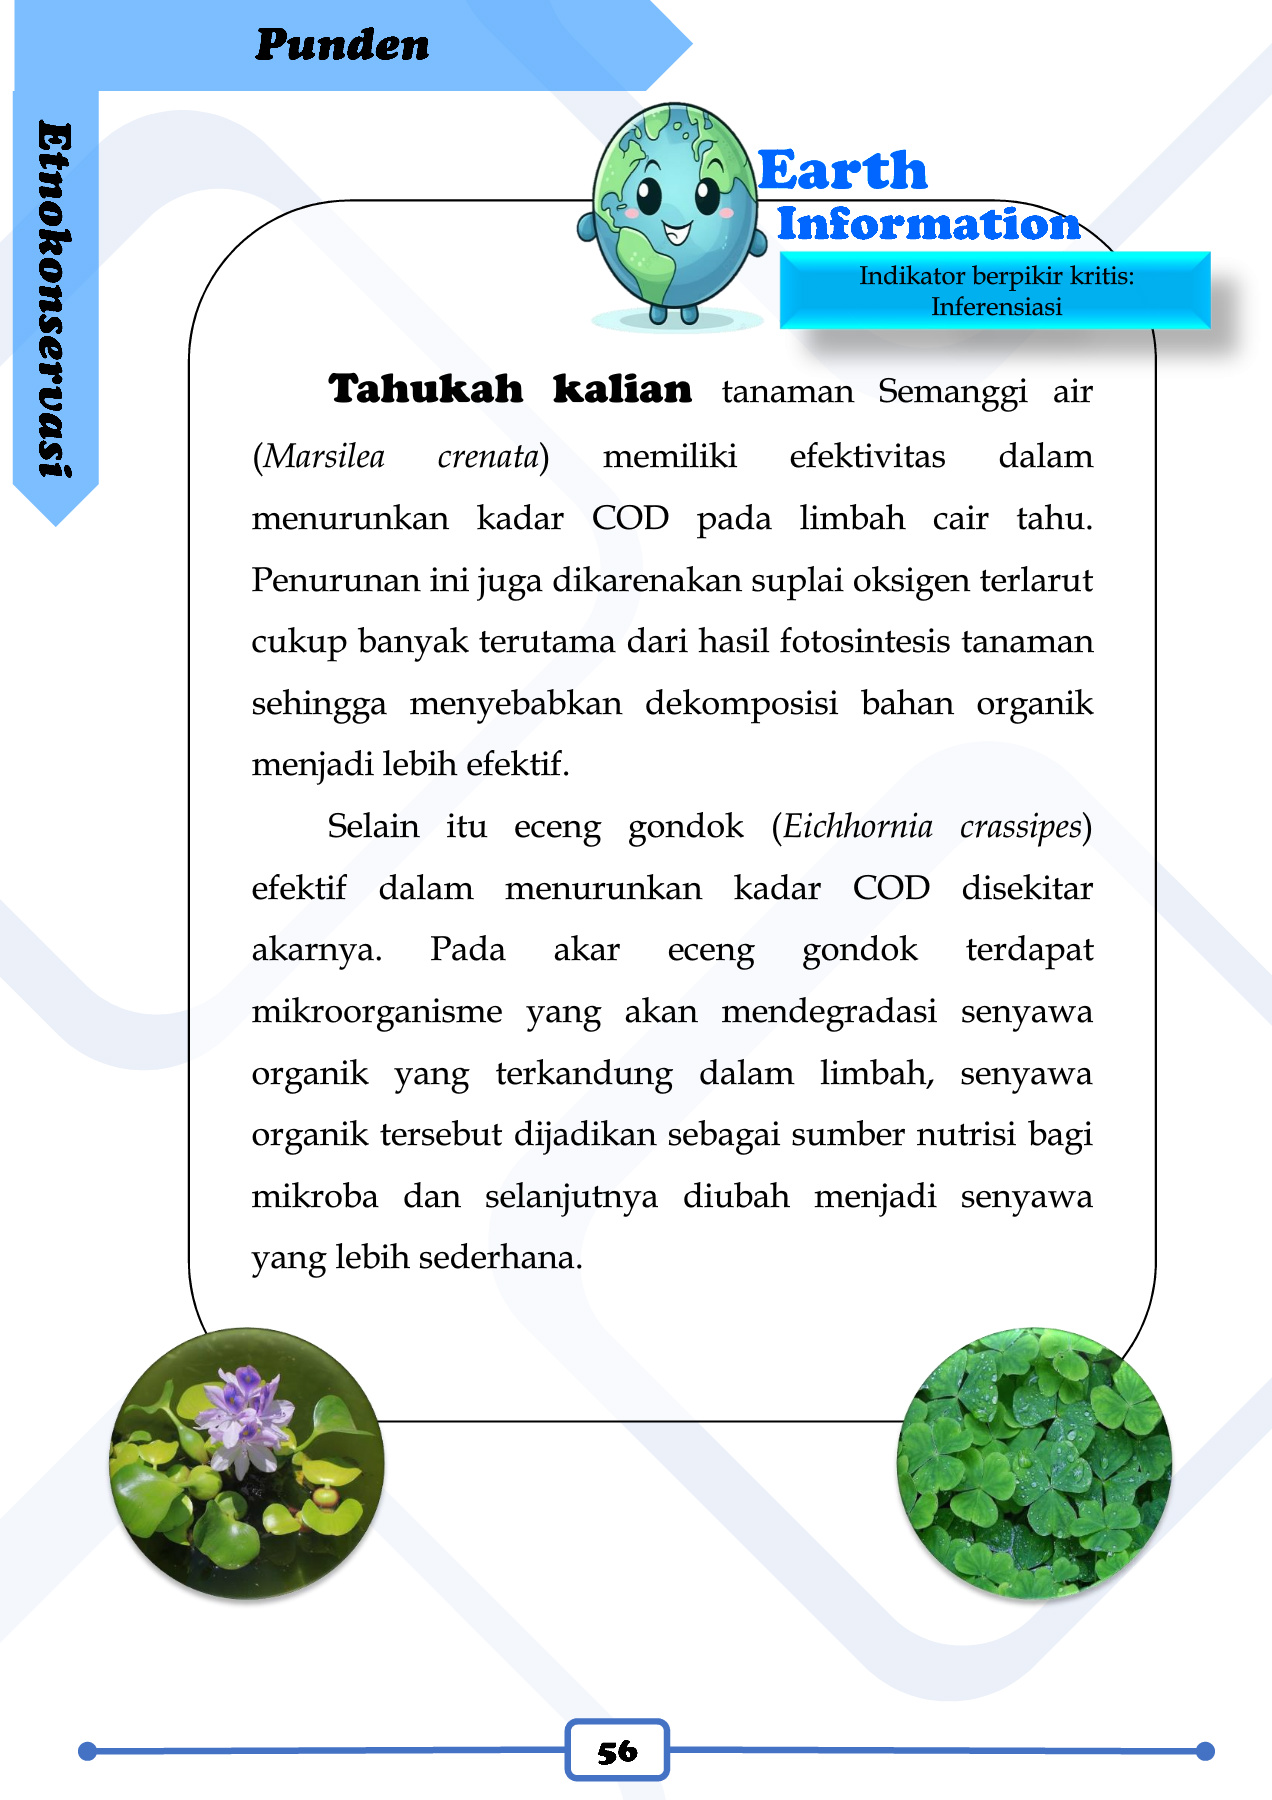 Punden
Etnokonservasi
Earth
Information
Indikator berpikir kritis:
Inferensiasi
Tahukah kalian tanaman Semanggi air
(Marsilea crenata) memiliki efektivitas dalam
menurunkan kadar COD pada limbah cair tahu.
Penurunan ini juga dikarenakan suplai oksigen terlarut
cukup banyak terutama dari hasil fotosintesis tanaman
sehingga menyebabkan dekomposisi bahan organik
menjadi lebih efektif.
Selain itu eceng gondok (Eichhornia crassipes)
efektif dalam menurunkan kadar COD disekitar
akarnya. Pada akar eceng gondok terdapat
mikroorganisme yang akan mendegradasi senyawa
organik yang terkandung dalam limbah, senyawa
organik tersebut dijadikan sebagai sumber nutrisi bagi
mikroba dan selanjutnya diubah menjadi senyawa
yang lebih sederhana.
56